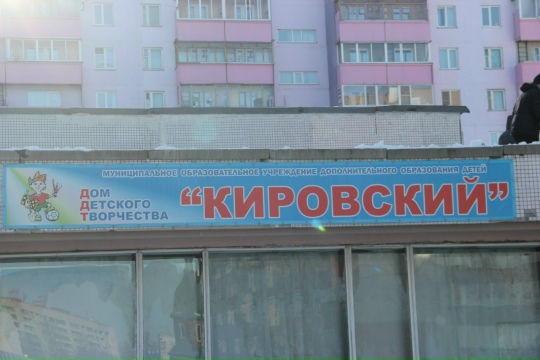 МУНИЦИПАЛЬНОЕ ОБРАЗОВАТЕЛЬНОЕ УЧРЕЖДЕНИЕ ДОПОЛНИТЕЛЬНОГО ОБРАЗОВАНИЯ ДЕТЕЙ
ДОМ
ДЕТСКОГО
ТВОРЧЕСТВА
“КИРОВСКИЙ”